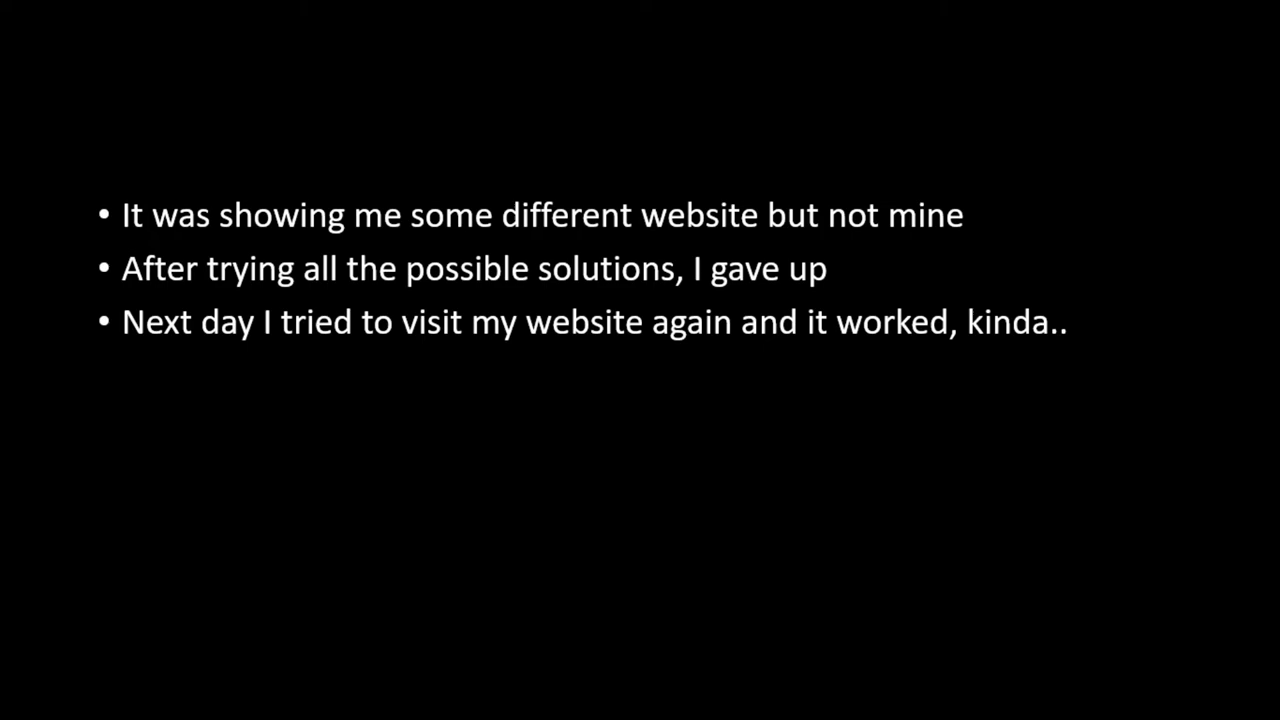 • It was showing me some different website but not mine
• After trying all the possible solutions, I gave up
• Next day I tried to visit my website again and it worked, kinda..